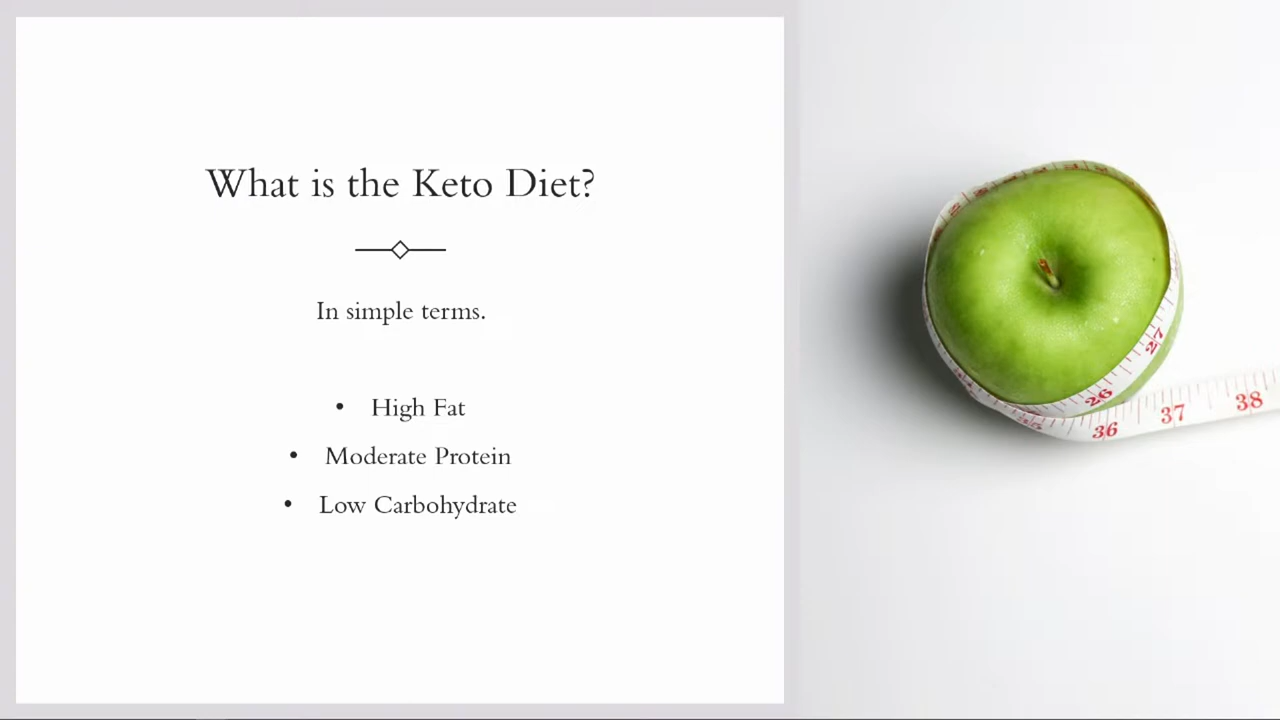 What is the Keto Diet?
In simple terms.
• High Fat
• Moderate Protein
• Low Carbohydrate
27
26
36
37
38